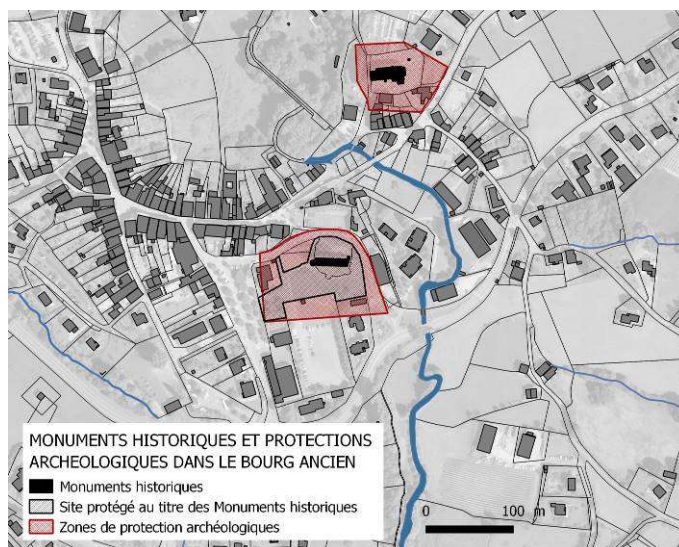 MONUMENTS HISTORIQUES ET PROTECTIONS
ARCHEOLOGIQUES DANS LE BOURG ANCIEN
Monuments historiques
Site protégé au titre des Monuments historiques
Zones de protection archéologiques
0 100 m